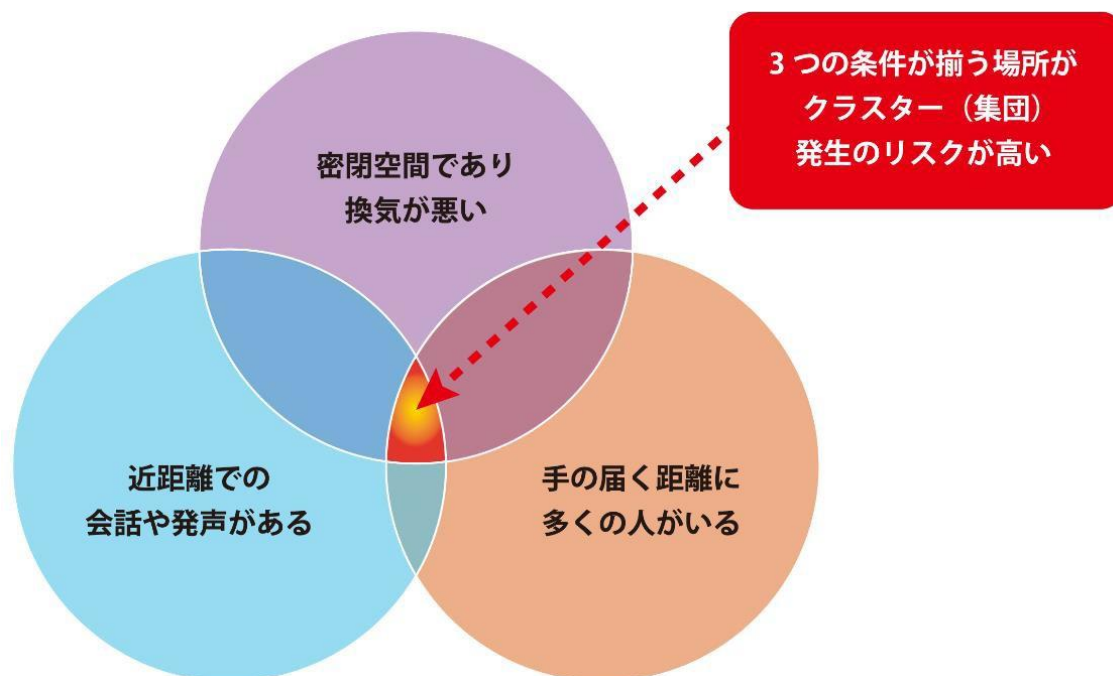 3 つの条件が揃う場所が
クラスター（集団）
発生のリスクが高い
密閉空間であり
換気が悪い
近距離での
会話や発声がある
手の届く距離に
多くの人がいる